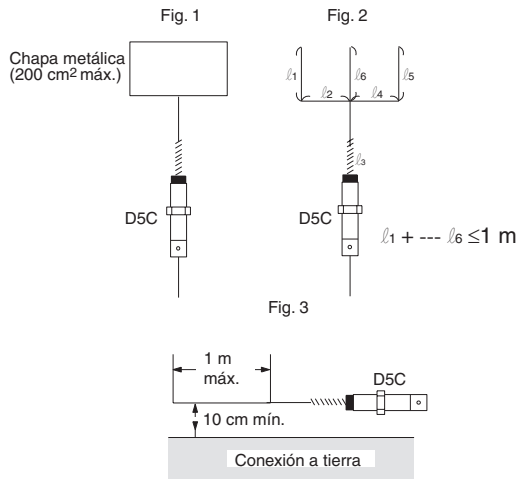 Fig. 1
Fig. 2
Chapa metálica
(200 cm² máx.)
ℓ1
ℓ2
ℓ6
ℓ4
ℓ5
ℓ3
D5C
D5C
ℓ1 + --- ℓ6 ≤1 m
Fig. 3
1 m
máx.
D5C
10 cm mín.
Conexión a tierra